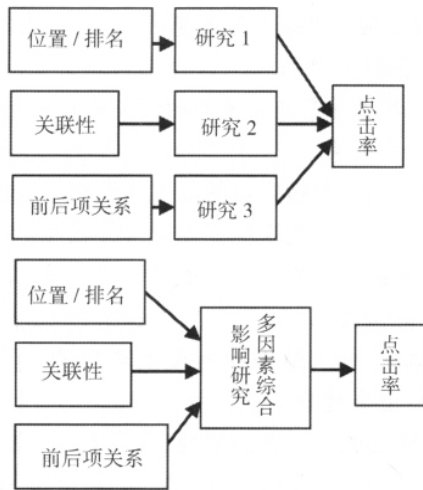 位置 / 排名
研究 1
关联性
研究 2
点击率
前后项关系
研究 3
位置 / 排名
关联性
多因素综合
影响研究
点击率
前后项关系